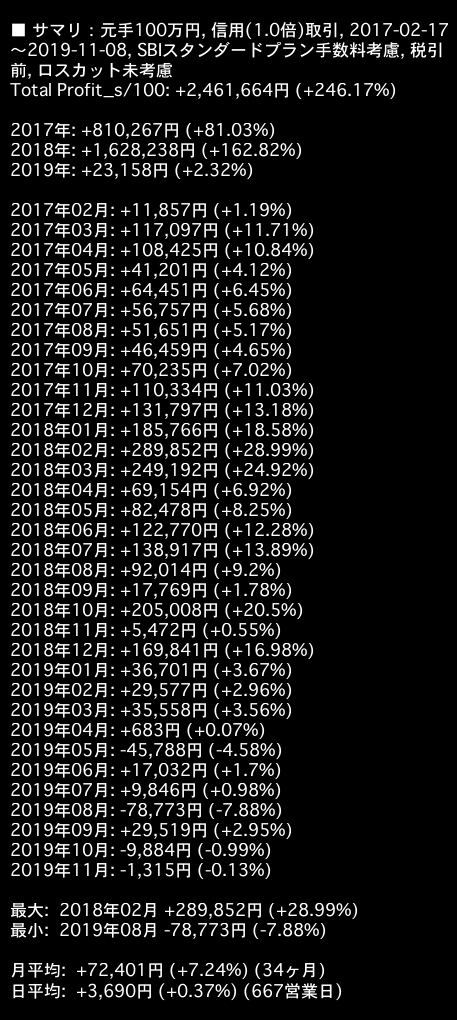 ■ サマリ：元手100万円, 信用(1.0倍)取引, 2017-02-17
〜2019-11-08, SBIスタンダードプラン手数料考慮, 税引
前, ロスカット未考慮
Total Profit_s/100: +2,461,664円 (+246.17%)
2017年: +810,267円 (+81.03%)
2018年: +1,628,238円 (+162.82%)
2019年: +23,158円 (+2.32%)
2017年02月: +11,857円 (+1.19%)
2017年03月: +117,097円 (+11.71%)
2017年04月: +108,425円 (+10.84%)
2017年05月: +41,201円 (+4.12%)
2017年06月: +64,451円 (+6.45%)
2017年07月: +56,757円 (+5.68%)
2017年08月: +51,651円 (+5.17%)
2017年09月: +46,459円 (+4.65%)
2017年10月: +70,235円 (+7.02%)
2017年11月: +110,334円 (+11.03%)
2017年12月: +131,797円 (+13.18%)
2018年01月: +185,766円 (+18.58%)
2018年02月: +289,852円 (+28.99%)
2018年03月: +249,192円 (+24.92%)
2018年04月: +69,154円 (+6.92%)
2018年05月: +82,478円 (+8.25%)
2018年06月: +122,770円 (+12.28%)
2018年07月: +138,917円 (+13.89%)
2018年08月: +92,014円 (+9.2%)
2018年09月: +17,769円 (+1.78%)
2018年10月: +205,008円 (+20.5%)
2018年11月: +5,472円 (+0.55%)
2018年12月: +169,841円 (+16.98%)
2019年01月: +36,701円 (+3.67%)
2019年02月: +29,577円 (+2.96%)
2019年03月: +35,558円 (+3.56%)
2019年04月: +683円 (+0.07%)
2019年05月: -45,788円 (-4.58%)
2019年06月: +17,032円 (+1.7%)
2019年07月: +9,846円 (+0.98%)
2019年08月: -78,773円 (-7.88%)
2019年09月: +29,519円 (+2.95%)
2019年10月: -9,884円 (-0.99%)
2019年11月: -1,315円 (-0.13%)
最大: 2018年02月 +289,852円 (+28.99%)
最小: 2019年08月 -78,773円 (-7.88%)
月平均: +72,401円 (+7.24%) (34ヶ月)
日平均: +3,690円 (+0.37%) (667営業日)